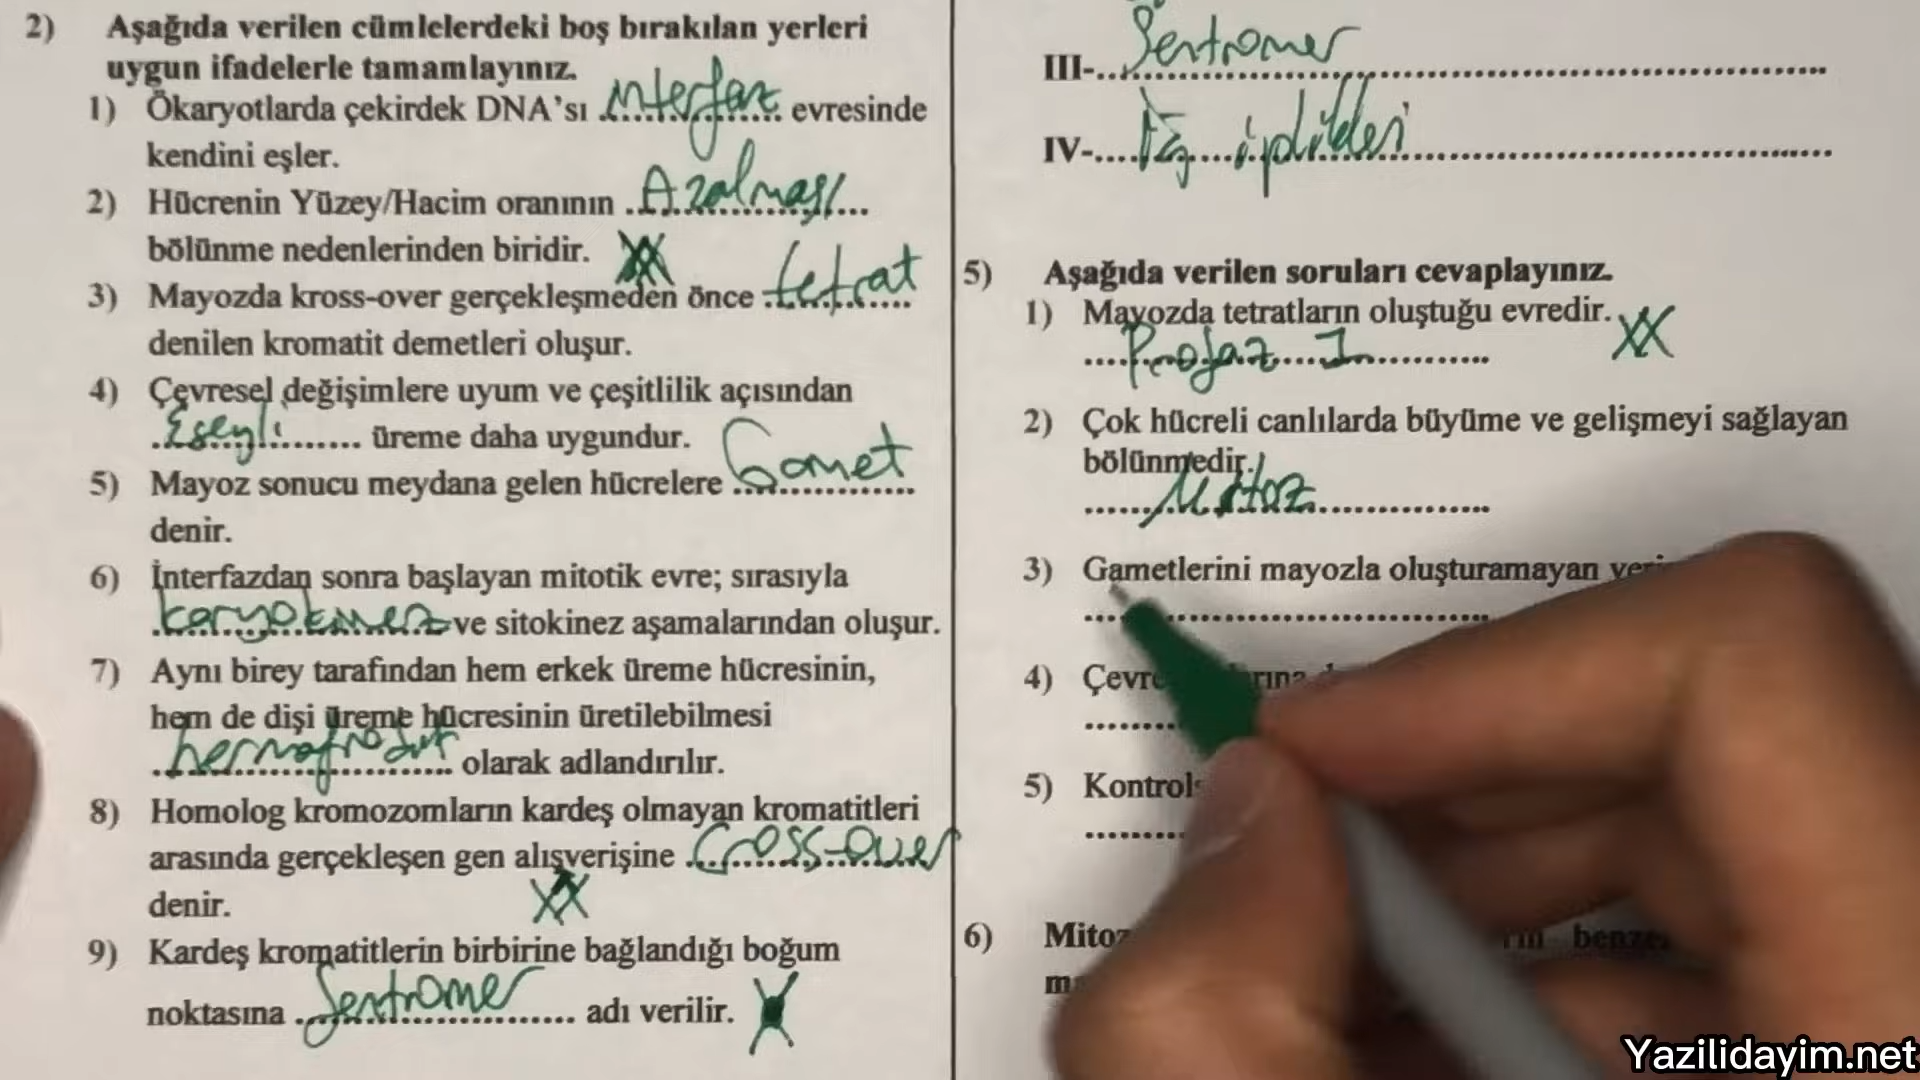 2) Aşağıda verilen cümlelerdeki boş bırakılan yerleri
uygun ifadelerle tamamlayınız.
1) Ökaryotlarda çekirdek DNA'sı interfaz evresinde
kendini eşler.
2) Hücrenin Yüzey/Hacim oranının Azalması
bölünme nedenlerinden biridir.
3) Mayozda kross-over gerçekleşmeden önce tetrat
denilen kromatit demetleri oluşur.
4) Çevresel değişimlere uyum ve çeşitlilik açısından
Eşeyli üreme daha uygundur.
5) Mayoz sonucu meydana gelen hücrelere Gamet
denir.
6) İnterfazdan sonra başlayan mitotik evre; sırasıyla
karyokinez ve sitokinez aşamalarından oluşur.
7) Aynı birey tarafından hem erkek üreme hücresinin,
hem de dişi üreme hücresinin üretilebilmesi
hermafrodit olarak adlandırılır.
8) Homolog kromozomların kardeş olmayan kromatitleri
arasında gerçekleşen gen alışverişine Cross-over
denir.
9) Kardeş kromatitlerin birbirine bağlandığı boğum
noktasına Sentromer adı verilir.
III- Sentromer
IV- İğ iplikleri
5) Aşağıda verilen soruları cevaplayınız.
1) Mayozda tetratların oluştuğu evredir.
Profaz I
2) Çok hücreli canlılarda büyüme ve gelişmeyi sağlayan
bölünmedir.
Mitoz
3) Gametlerini mayozla oluşturamayan
4)
5)
6)
Yazilidayim.net